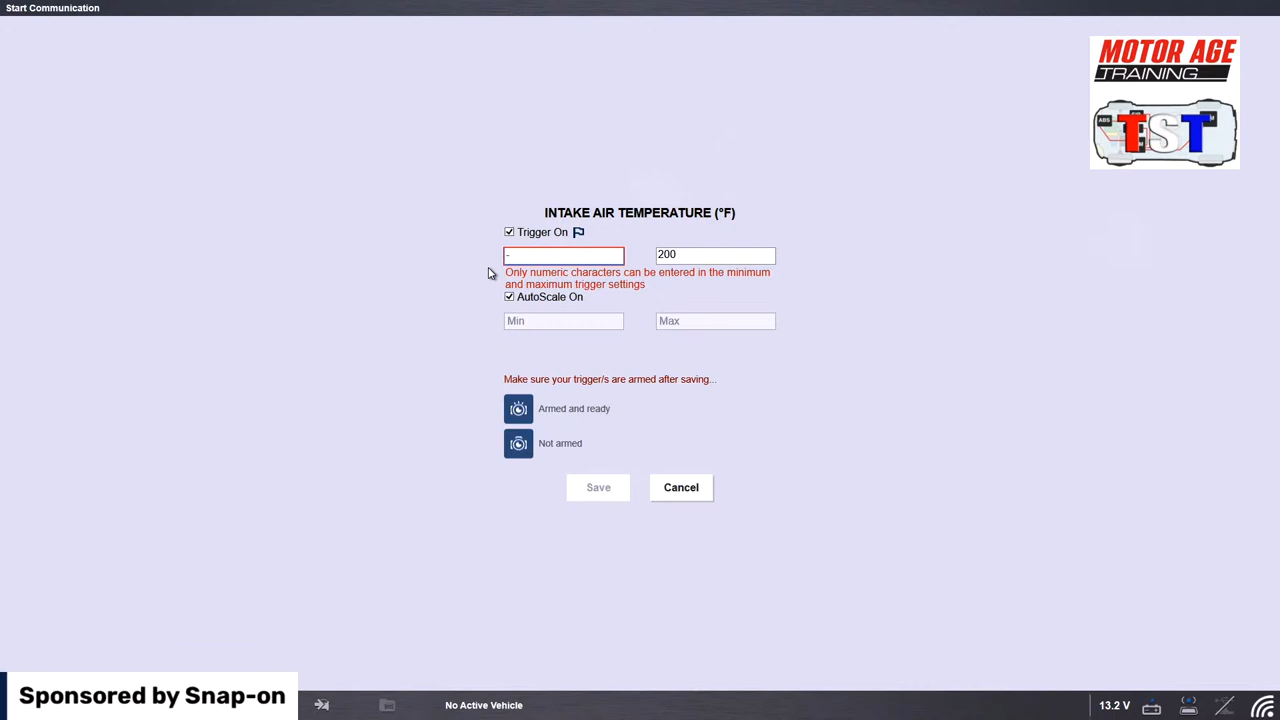 Start Communication
MOTOR AGE
TRAINING
ABS
TST
INTAKE AIR TEMPERATURE (°F)
Trigger On
-
200
Only numeric characters can be entered in the minimum
and maximum trigger settings
AutoScale On
Min
Max
Make sure your trigger/s are armed after saving...
Armed and ready
Not armed
Save
Cancel
Sponsored by Snap-on
No Active Vehicle
13.2 V